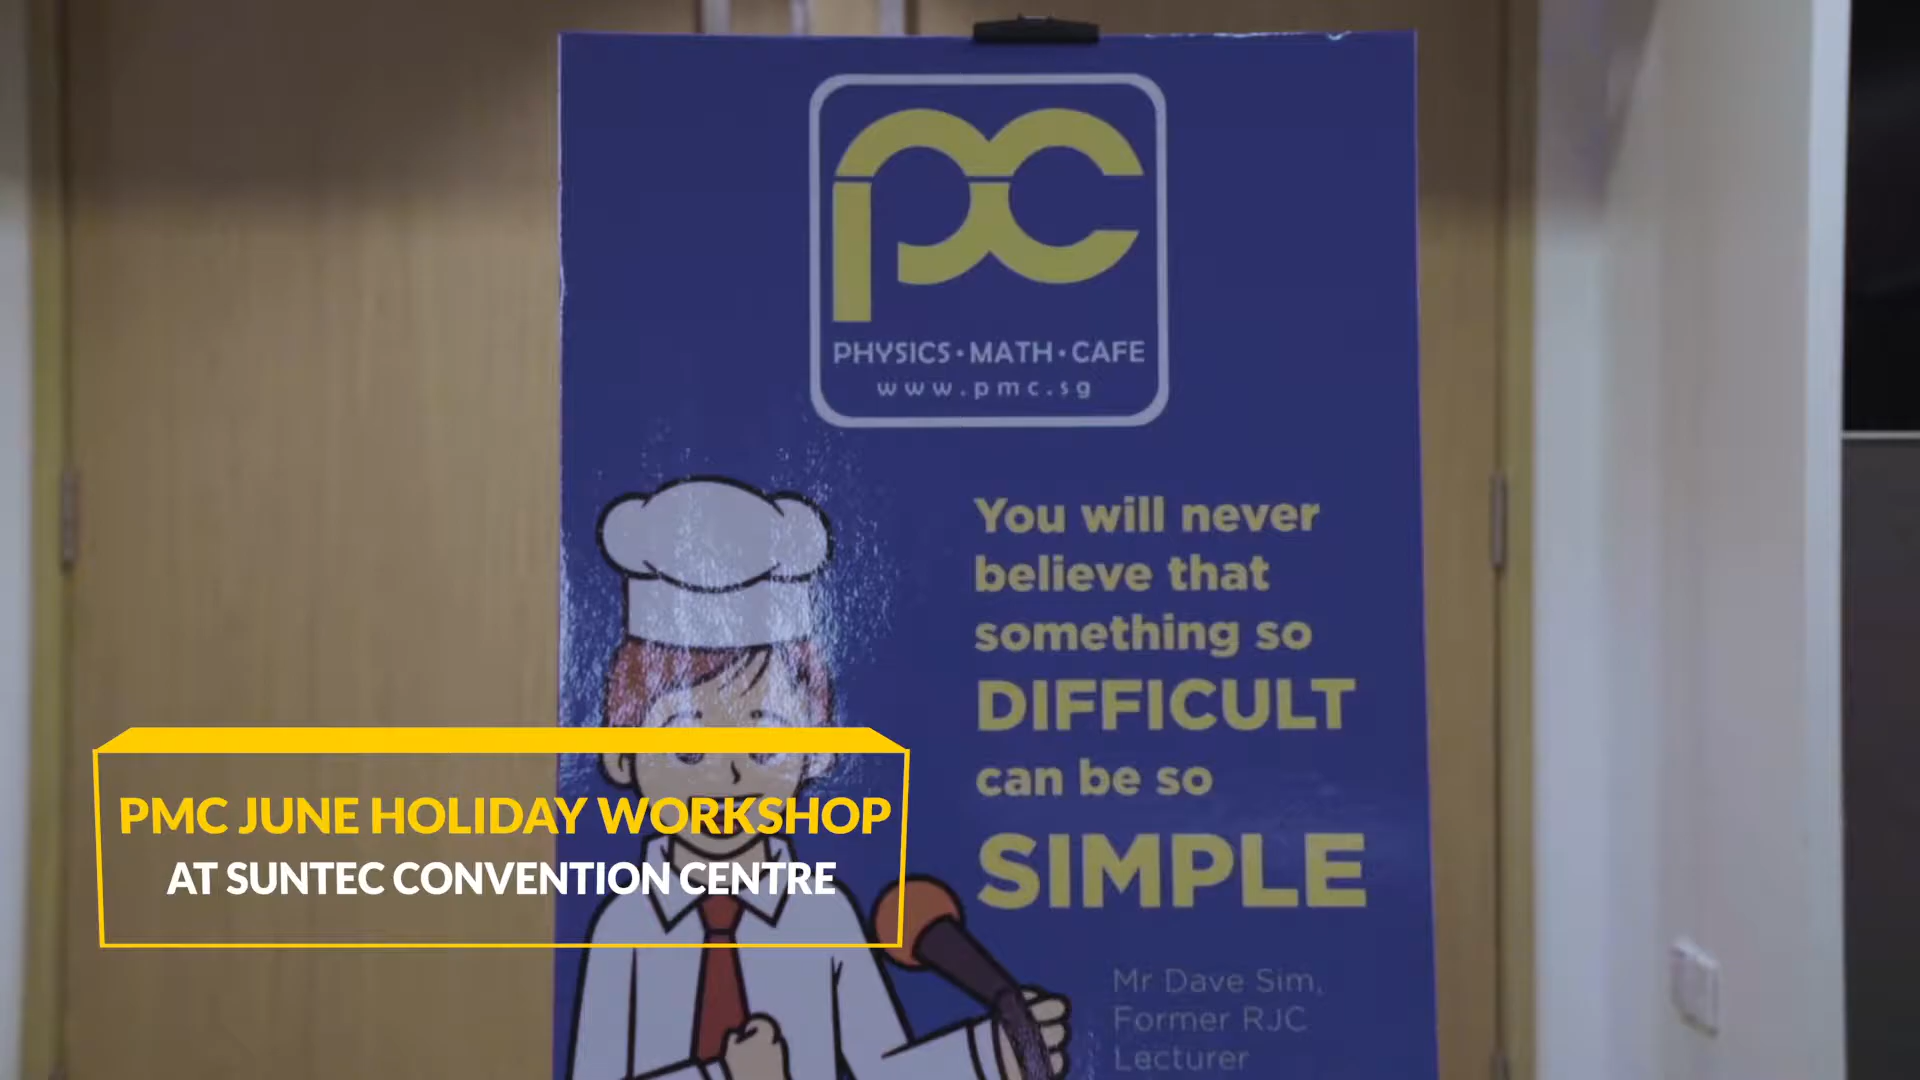 PHYSICS·MATH·CAFE
www.pmc.sg
You will never
believe that
something so
DIFFICULT
can be so
SIMPLE
Mr Dave Sim,
Former RJC
Lecturer
PMC JUNE HOLIDAY WORKSHOP
AT SUNTEC CONVENTION CENTRE